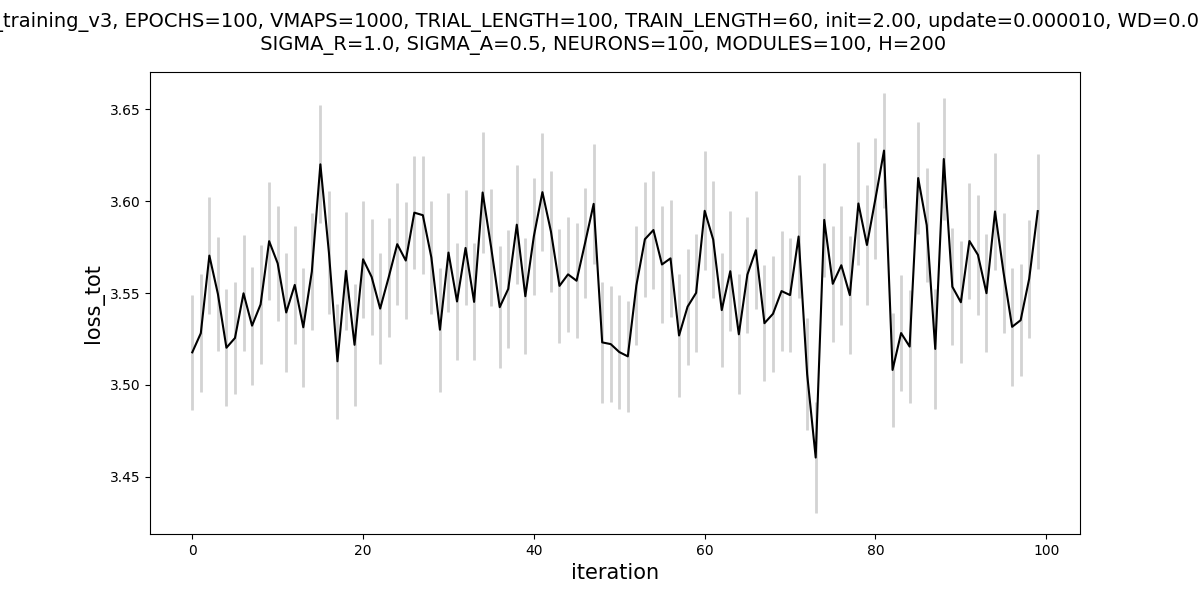 _training_v3, EPOCHS=100, VMAPS=1000, TRIAL_LENGTH=100, TRAIN_LENGTH=60, init=2.00, update=0.000010, WD=0.0
SIGMA_R=1.0, SIGMA_A=0.5, NEURONS=100, MODULES=100, H=200
3.65
3.60
3.55
3.50
3.45
loss_tot
0
20
40
60
80
100
iteration